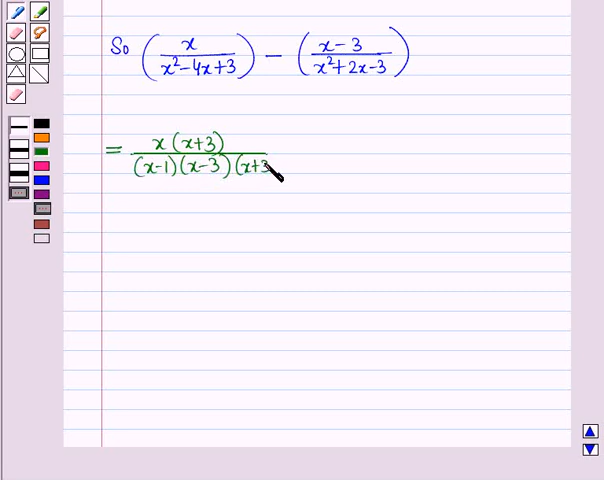 So (x / (x² - 4x + 3)) - (x - 3 / (x² + 2x - 3))
= x (x+3) / (x-1) (x-3) (x+3